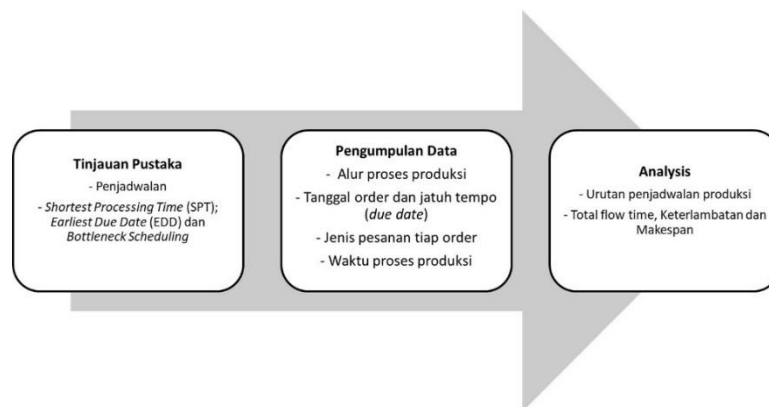 Tinjauan Pustaka
- Penjadwalan
- Shortest Processing Time (SPT);
Earliest Due Date (EDD) dan
Bottleneck Scheduling
Pengumpulan Data
- Alur proses produksi
- Tanggal order dan jatuh tempo
(due date)
- Jenis pesanan tiap order
- Waktu proses produksi
Analysis
- Urutan penjadwalan produksi
- Total flow time, Keterlambatan dan
Makespan